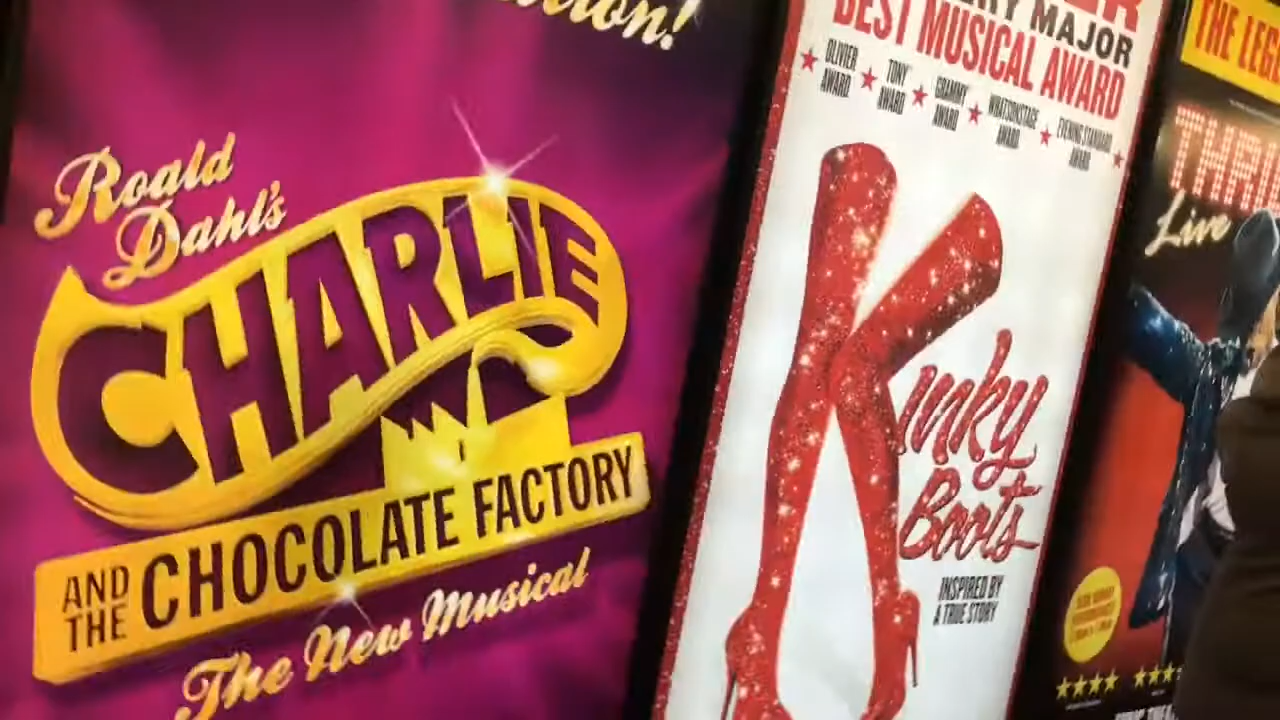 Roald
Dahl's
CHARLIE
AND
THE
CHOCOLATE FACTORY
The New Musical
MAJOR
BEST MUSICAL AWARD
OLIVIER
AWARD
TONY
AWARD
GRAMMY
AWARD
WHATSONSTAGE
AWARD
EVENING STANDARD
AWARD
Kinky
Boots
INSPIRED BY
A TRUE STORY
THE
Live